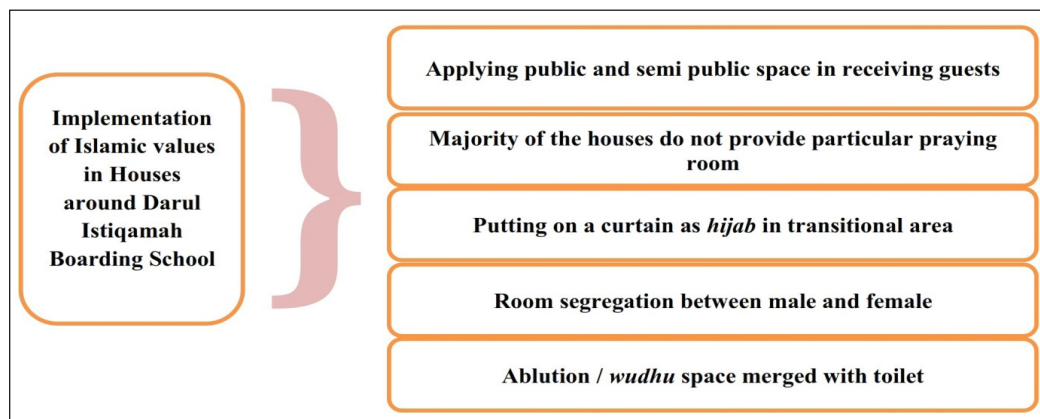 Implementation
of Islamic values
in Houses
around Darul
Istiqamah
Boarding School
Applying public and semi public space in receiving guests
Majority of the houses do not provide particular praying
room
Putting on a curtain as hijab in transitional area
Room segregation between male and female
Ablution / wudhu space merged with toilet